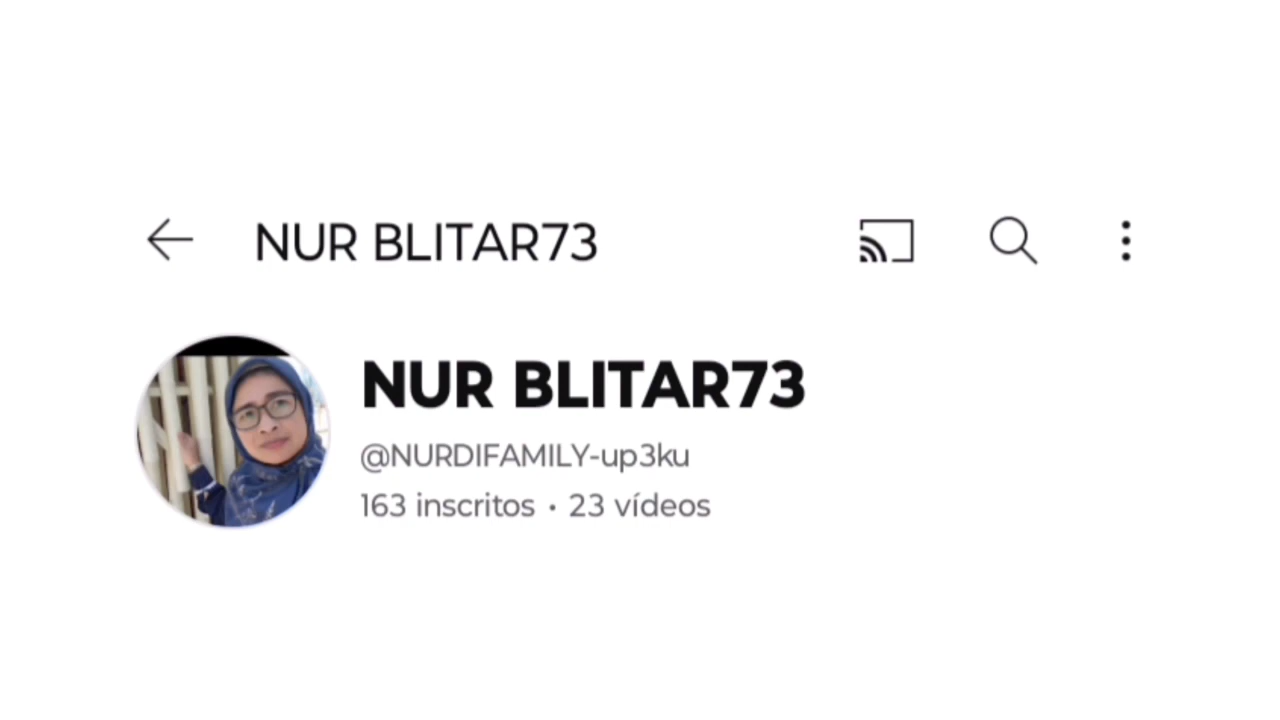 NUR BLITAR73
NUR BLITAR73
@NURDIFAMILY-up3ku
163 inscritos • 23 vídeos